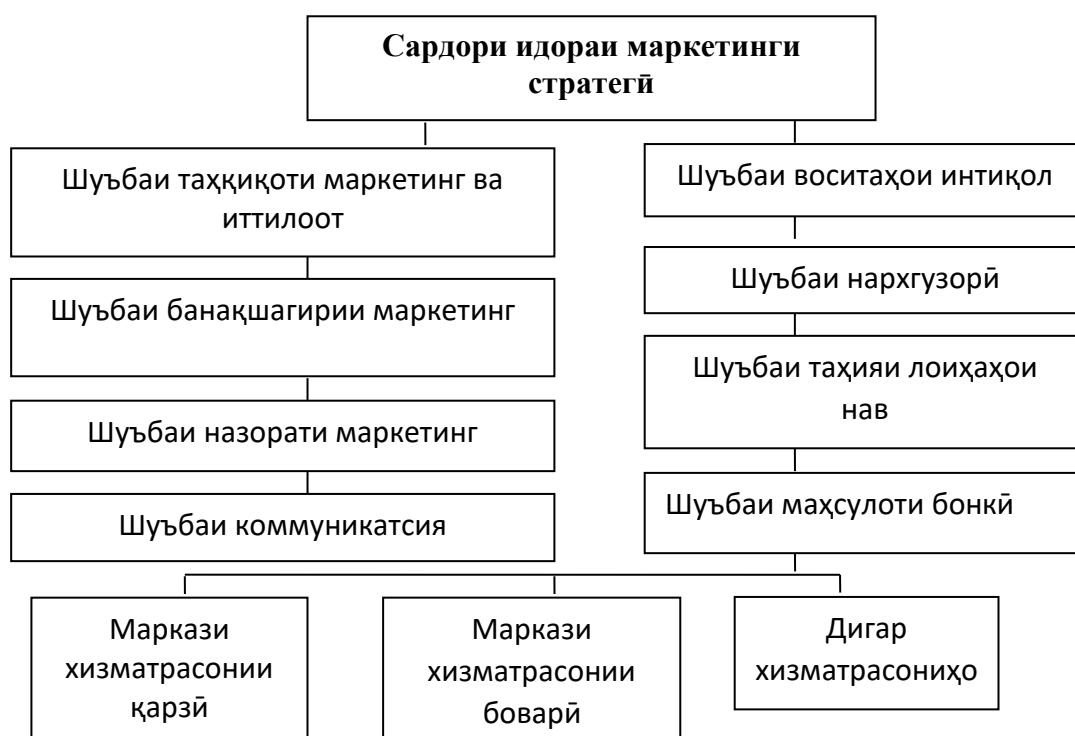 Сардори идораи маркетинги
стратегӣ
Шуъбаи таҳқиқоти маркетинг ва
иттилоот
Шуъбаи банақшагирии маркетинг
Шуъбаи назорати маркетинг
Шуъбаи коммуникатсия
Шуъбаи воситаҳои интиқол
Шуъбаи нархгузорӣ
Шуъбаи таҳияи лоиҳаҳои
нав
Шуъбаи маҳсулоти бонкӣ
Маркази
хизматрасонии
қарзӣ
Маркази
хизматрасонии
боварӣ
Дигар
хизматрасониҳо